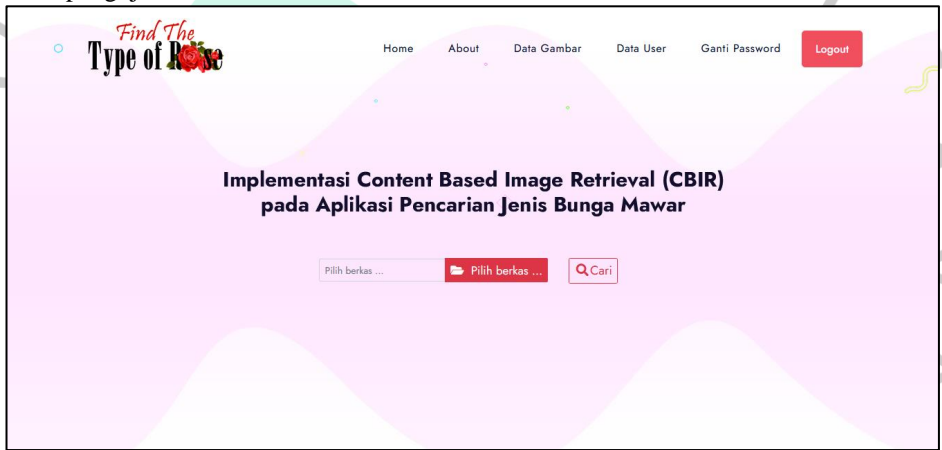 Find The
Type of Rose
Home About Data Gambar Data User Ganti Password Logout
Implementasi Content Based Image Retrieval (CBIR)
pada Aplikasi Pencarian Jenis Bunga Mawar
Pilih berkas ... Pilih berkas ... Cari